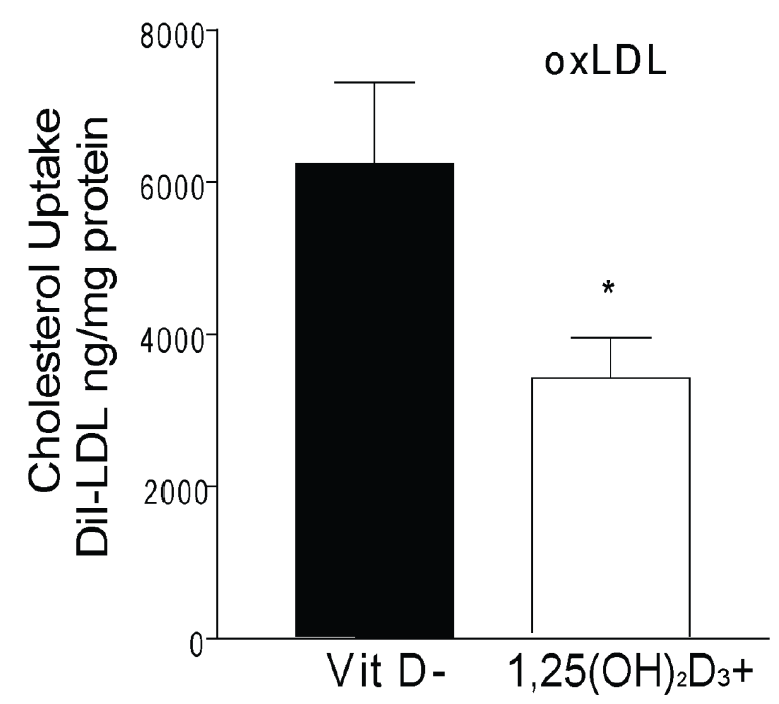 8000
oxLDL
6000
*
4000
2000
0
Cholesterol Uptake
DiI-LDL ng/mg protein
Vit D-
1,25(OH)₂D₃+